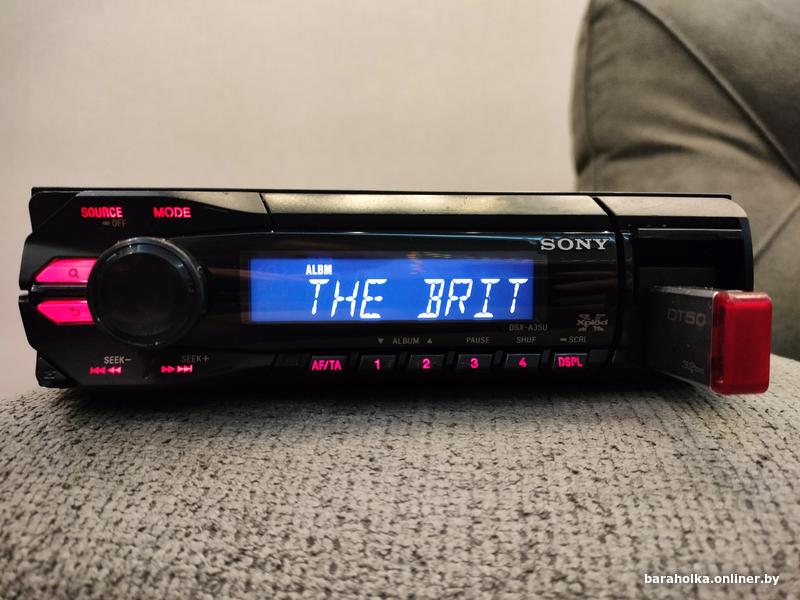 SOURCE
OFF
MODE
SONY
ALBM
THE BRIT
DSX-A35U
Xplod
ALBUM
PAUSE
SHUF
SCRL
SEEK−
SEEK+
AF/TA
1
2
3
4
DSPL
DT50
baraholka.onliner.by